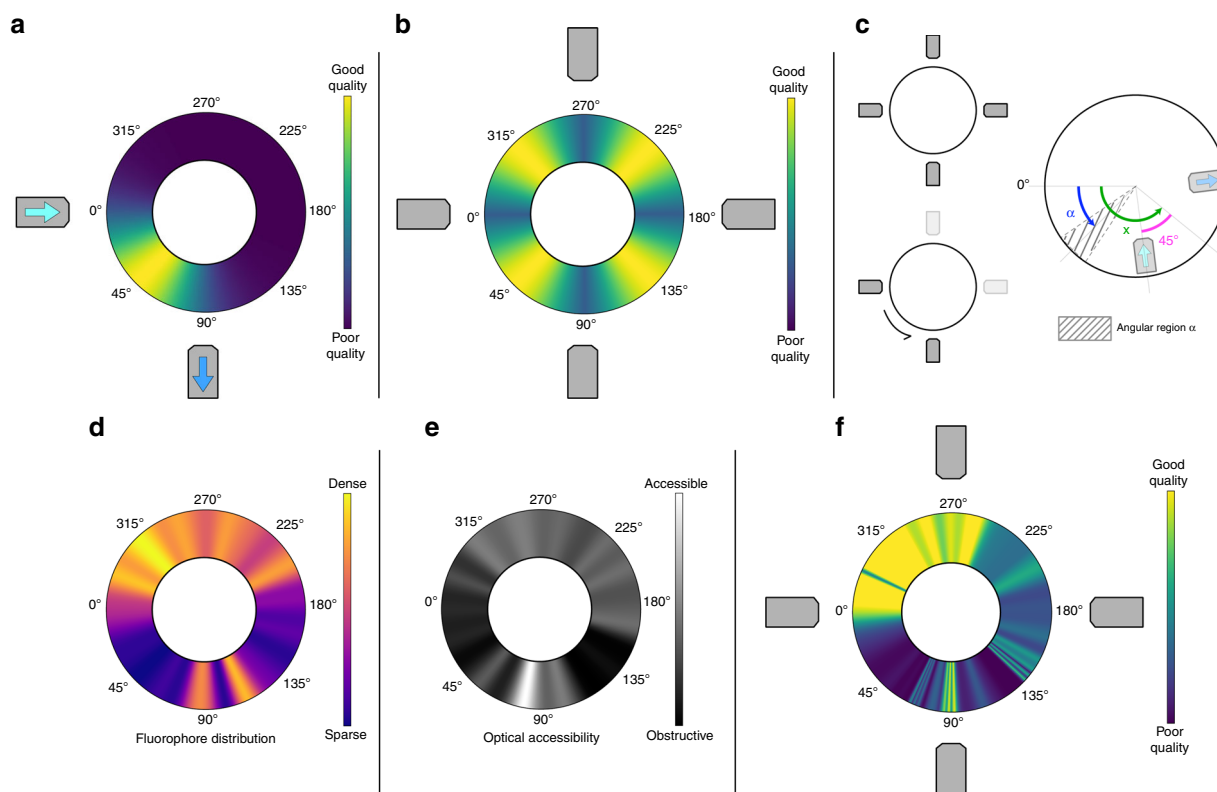 a
Good
quality
270°
315°
225°
0°
180°
45°
135°
90°
Poor
quality
b
Good
quality
270°
315°
225°
0°
180°
45°
135°
90°
Poor
quality
c
0°
α
x
45°
Angular region α
d
Dense
270°
315°
225°
0°
180°
45°
135°
90°
Sparse
Fluorophore distribution
e
Accessible
270°
315°
225°
0°
180°
45°
135°
90°
Obstructive
Optical accessibility
f
Good
quality
270°
315°
225°
0°
180°
45°
135°
90°
Poor
quality